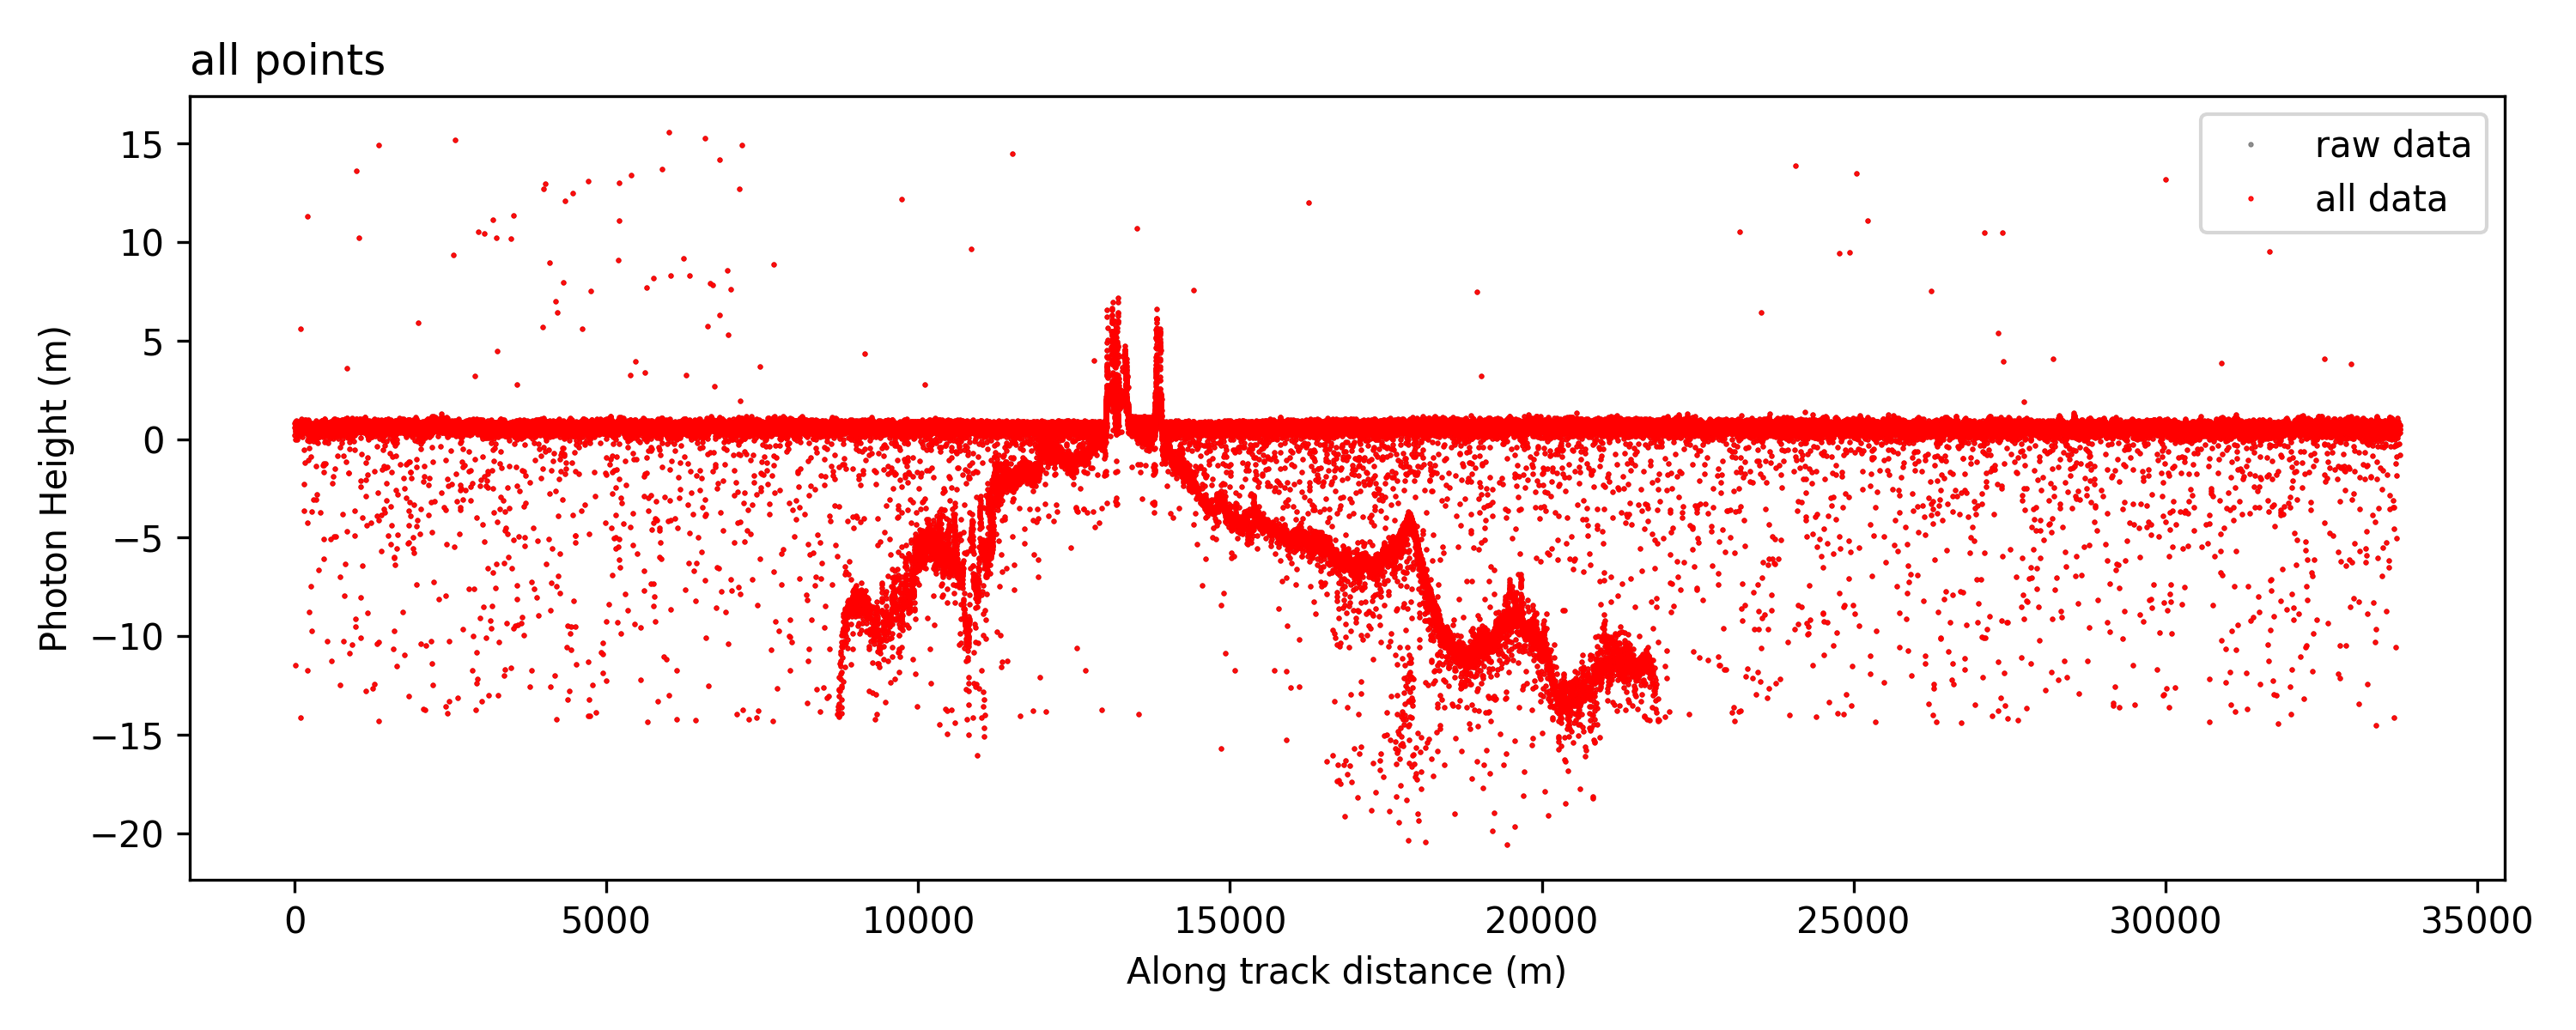 all points
raw data
all data
Photon Height (m)
15
10
5
0
−5
−10
−15
−20
0 5000 10000 15000 20000 25000 30000 35000
Along track distance (m)